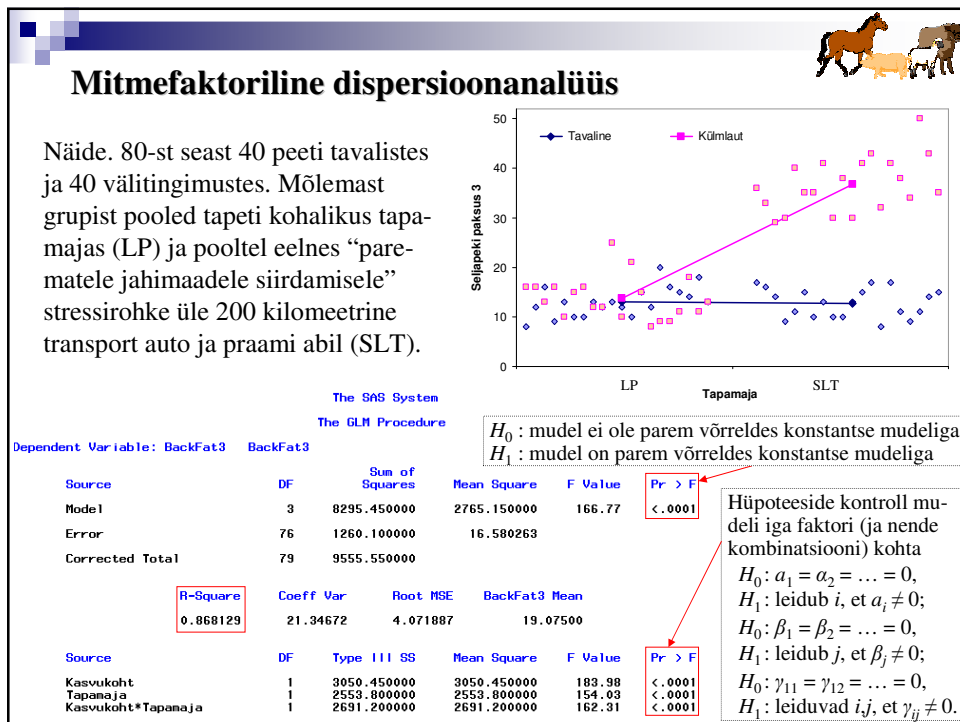 Mitmefaktoriline dispersioonanalüüs
Näide. 80-st seast 40 peeti tavalistes
ja 40 välitingimustes. Mõlemast
grupist pooled tapeti kohalikus tapa-
majas (LP) ja pooltel eelnes “pare-
matele jahimaadele siirdamisele”
stressirohke üle 200 kilomeetrine
transport auto ja praami abil (SLT).
Tavaline Külmlaut
Seljapeki paksus 3
50
40
30
20
10
0
LP SLT
Tapamaja
The SAS System
The GLM Procedure
Dependent Variable: BackFat3 BackFat3
Sum of
Source DF Squares Mean Square F Value Pr > F
Model 3 8295.450000 2765.150000 166.77 <.0001
Error 76 1260.100000 16.580263
Corrected Total 79 9555.550000
R-Square Coeff Var Root MSE BackFat3 Mean
0.868129 21.34672 4.071887 19.07500
Source DF Type III SS Mean Square F Value Pr > F
Kasvukoht 1 3050.450000 3050.450000 183.98 <.0001
Tapamaja 1 2553.800000 2553.800000 154.03 <.0001
Kasvukoht*Tapamaja 1 2691.200000 2691.200000 162.31 <.0001
H₀ : mudel ei ole parem võrreldes konstantse mudeliga
H₁ : mudel on parem võrreldes konstantse mudeliga
Hüpoteeside kontroll mu-
deli iga faktori (ja nende
kombinatsiooni) kohta
H₀: a₁ = α₂ = … = 0,
H₁: leidub i, et aᵢ ≠ 0;
H₀: β₁ = β₂ = … = 0,
H₁: leidub j, et βⱼ ≠ 0;
H₀: γ₁₁ = γ₁₂ = … = 0,
H₁: leiduvad i,j, et γᵢⱼ ≠ 0.